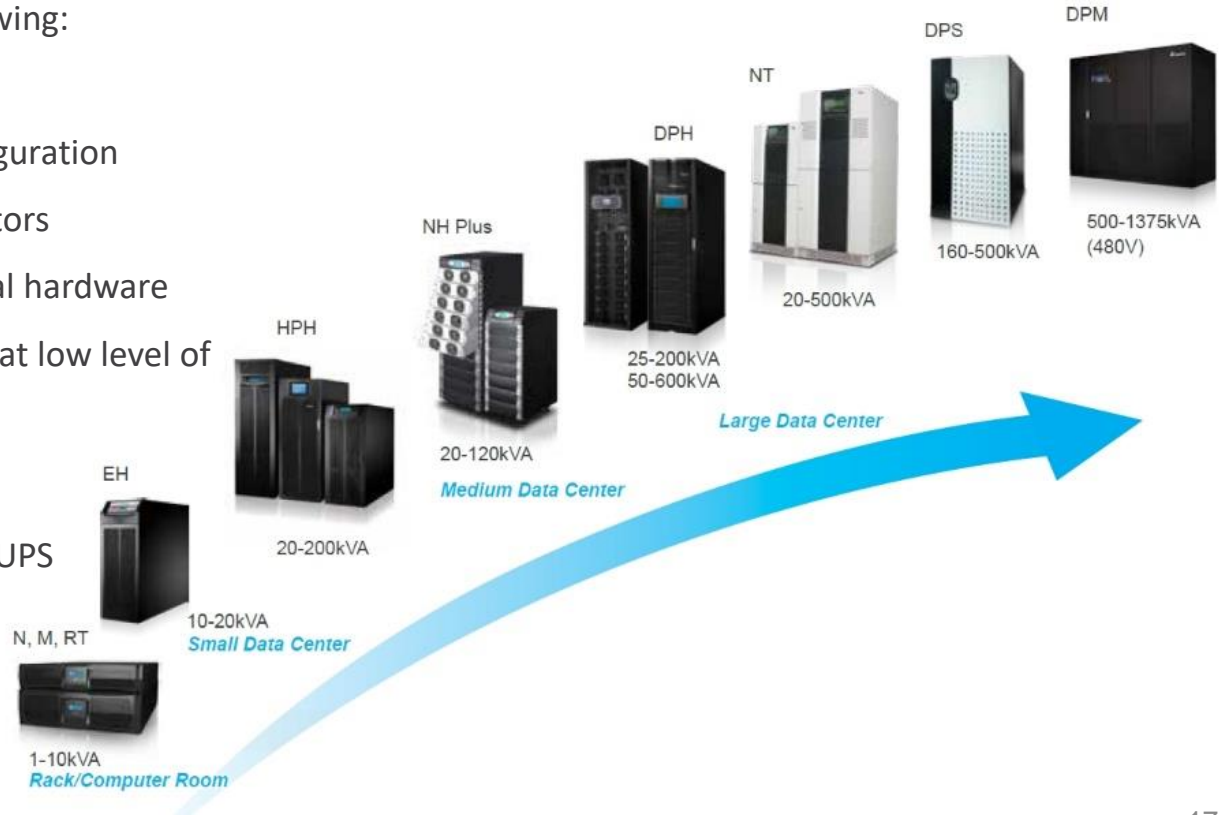 wing:
guration
tors
al hardware
at low level of
UPS
N, M, RT
1-10kVA
Rack/Computer Room
EH
10-20kVA
Small Data Center
HPH
20-200kVA
NH Plus
20-120kVA
Medium Data Center
DPH
25-200kVA
50-600kVA
Large Data Center
NT
20-500kVA
DPS
160-500kVA
DPM
500-1375kVA
(480V)